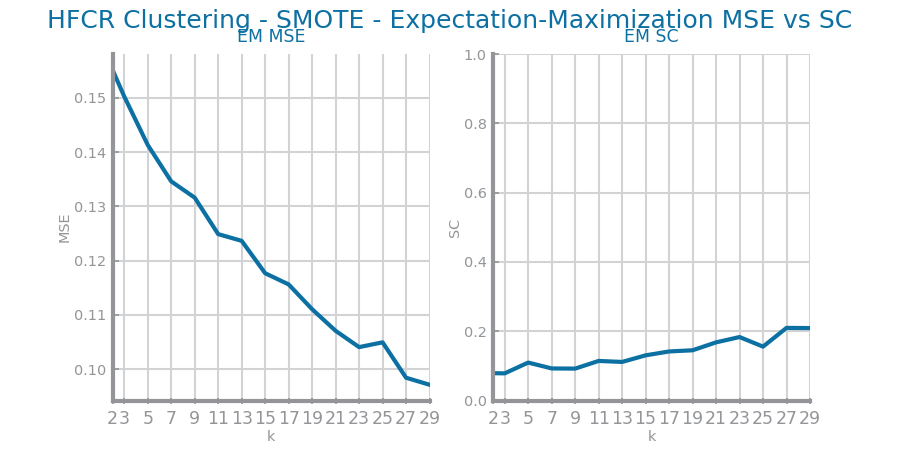 HFCR Clustering - SMOTE - Expectation-Maximization MSE vs SC
EM MSE
0.15
0.14
0.13
0.12
0.11
0.10
MSE
2 3 5 7 9 11 13 15 17 19 21 23 25 27 29
k
EM SC
1.0
0.8
0.6
0.4
0.2
0.0
SC
2 3 5 7 9 11 13 15 17 19 21 23 25 27 29
k